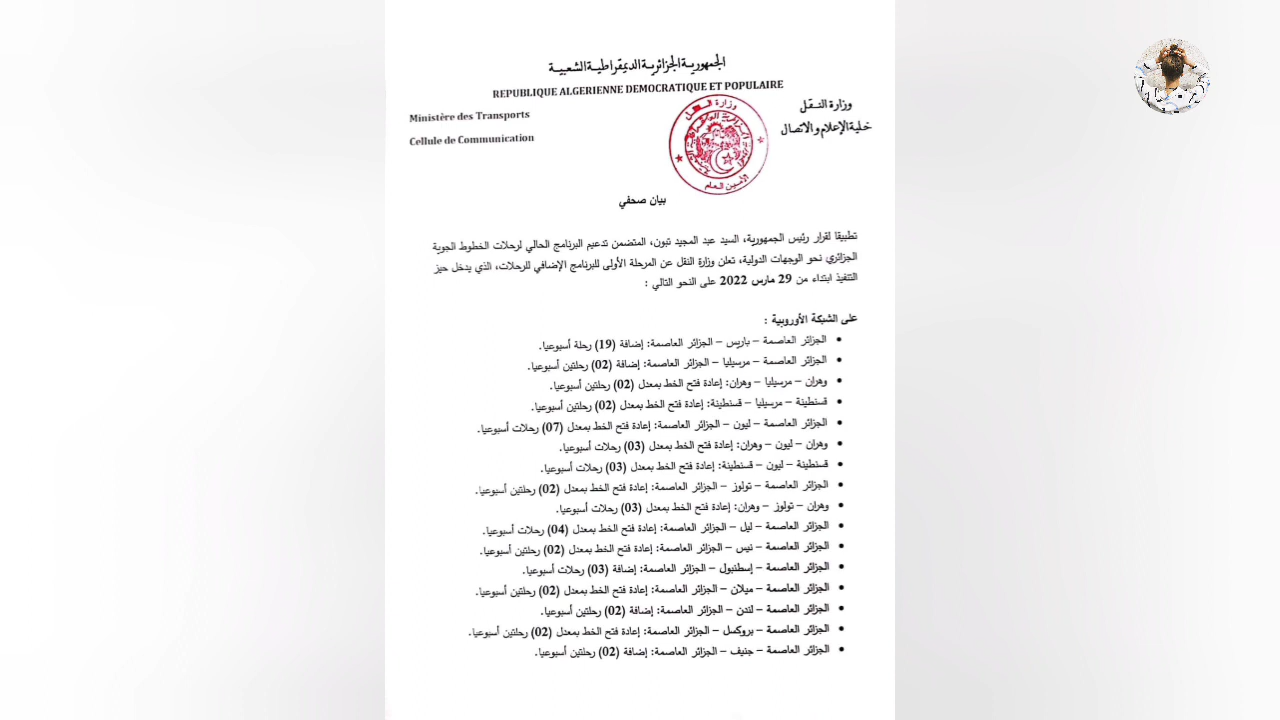 الجمهورية الجزائرية الديمقراطية الشعبية
REPUBLIQUE ALGERIENNE DEMOCRATIQUE ET POPULAIRE
Ministère des Transports
وزارة النقل
Cellule de Communication
خلية الإعلام والاتصال
وزارة النقل
الأمين العام
بيان صحفي
تطبيقا لقرار رئيس الجمهورية، السيد عبد المجيد تبون، المتضمن تدعيم البرنامج الحالي لرحلات الخطوط الجوية
الجزائري نحو الوجهات الدولية، تعلن وزارة النقل عن المرحلة الأولى للبرنامج الإضافي للرحلات، الذي يدخل حيز
التنفيذ ابتداء من 29 مارس 2022 على النحو التالي :
على الشبكة الأوروبية :
• الجزائر العاصمة – باريس – الجزائر العاصمة: إضافة (19) رحلة أسبوعيا.
• الجزائر العاصمة – مرسيليا – الجزائر العاصمة: إضافة (02) رحلتين أسبوعيا.
• وهران – مرسيليا – وهران: إعادة فتح الخط بمعدل (02) رحلتين أسبوعيا.
• قسنطينة – مرسيليا – قسنطينة: إعادة فتح الخط بمعدل (02) رحلتين أسبوعيا.
• الجزائر العاصمة – ليون – الجزائر العاصمة: إعادة فتح الخط بمعدل (07) رحلات أسبوعيا.
• وهران – ليون – وهران: إعادة فتح الخط بمعدل (03) رحلات أسبوعيا.
• قسنطينة – ليون – قسنطينة: إعادة فتح الخط بمعدل (03) رحلات أسبوعيا.
• الجزائر العاصمة – تولوز – الجزائر العاصمة: إعادة فتح الخط بمعدل (02) رحلتين أسبوعيا.
• وهران – تولوز – وهران: إعادة فتح الخط بمعدل (03) رحلات أسبوعيا.
• الجزائر العاصمة – ليل – الجزائر العاصمة: إعادة فتح الخط بمعدل (04) رحلات أسبوعيا.
• الجزائر العاصمة – نيس – الجزائر العاصمة: إعادة فتح الخط بمعدل (02) رحلتين أسبوعيا.
• الجزائر العاصمة – إسطنبول – الجزائر العاصمة: إضافة (03) رحلات أسبوعيا.
• الجزائر العاصمة – ميلان – الجزائر العاصمة: إعادة فتح الخط بمعدل (02) رحلتين أسبوعيا.
• الجزائر العاصمة – لندن – الجزائر العاصمة: إضافة (02) رحلتين أسبوعيا.
• الجزائر العاصمة – بروكسل – الجزائر العاصمة: إعادة فتح الخط بمعدل (02) رحلتين أسبوعيا.
• الجزائر العاصمة – جنيف – الجزائر العاصمة: إضافة (02) رحلتين أسبوعيا.